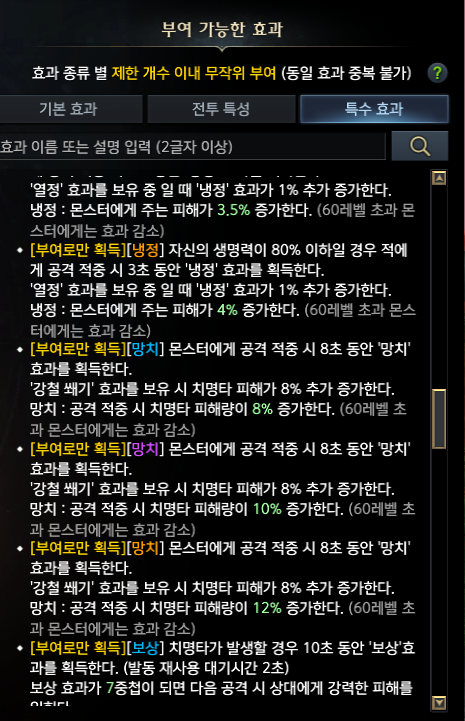 부여 가능한 효과
효과 종류 별 제한 개수 이내 무작위 부여 (동일 효과 중복 불가)
?
기본 효과
전투 특성
특수 효과
효과 이름 또는 설명 입력 (2글자 이상)
'열정' 효과를 보유 중 일 때 '냉정' 효과가 1% 추가 증가한다.
냉정 : 몬스터에게 주는 피해가 3.5% 증가한다. (60레벨 초과 몬
스터에게는 효과 감소)
[부여로만 획득][냉정] 자신의 생명력이 80% 이하일 경우 적에
게 공격 적중 시 3초 동안 '냉정' 효과를 획득한다.
'열정' 효과를 보유 중 일 때 '냉정' 효과가 1% 추가 증가한다.
냉정 : 몬스터에게 주는 피해가 4% 증가한다. (60레벨 초과 몬스
터에게는 효과 감소)
[부여로만 획득][망치] 몬스터에게 공격 적중 시 8초 동안 '망치'
효과를 획득한다.
'강철 쐐기' 효과를 보유 시 치명타 피해가 8% 추가 증가한다.
망치 : 공격 적중 시 치명타 피해량이 8% 증가한다. (60레벨 초
과 몬스터에게는 효과 감소)
[부여로만 획득][망치] 몬스터에게 공격 적중 시 8초 동안 '망치'
효과를 획득한다.
'강철 쐐기' 효과를 보유 시 치명타 피해가 8% 추가 증가한다.
망치 : 공격 적중 시 치명타 피해량이 10% 증가한다. (60레벨 초
과 몬스터에게는 효과 감소)
[부여로만 획득][망치] 몬스터에게 공격 적중 시 8초 동안 '망치'
효과를 획득한다.
'강철 쐐기' 효과를 보유 시 치명타 피해가 8% 추가 증가한다.
망치 : 공격 적중 시 치명타 피해량이 12% 증가한다. (60레벨 초
과 몬스터에게는 효과 감소)
[부여로만 획득][보상] 치명타가 발생할 경우 10초 동안 '보상'효
과를 획득한다. (발동 재사용 대기시간 2초)
보상 효과가 7중첩이 되면 다음 공격 시 상대에게 강력한 피해를